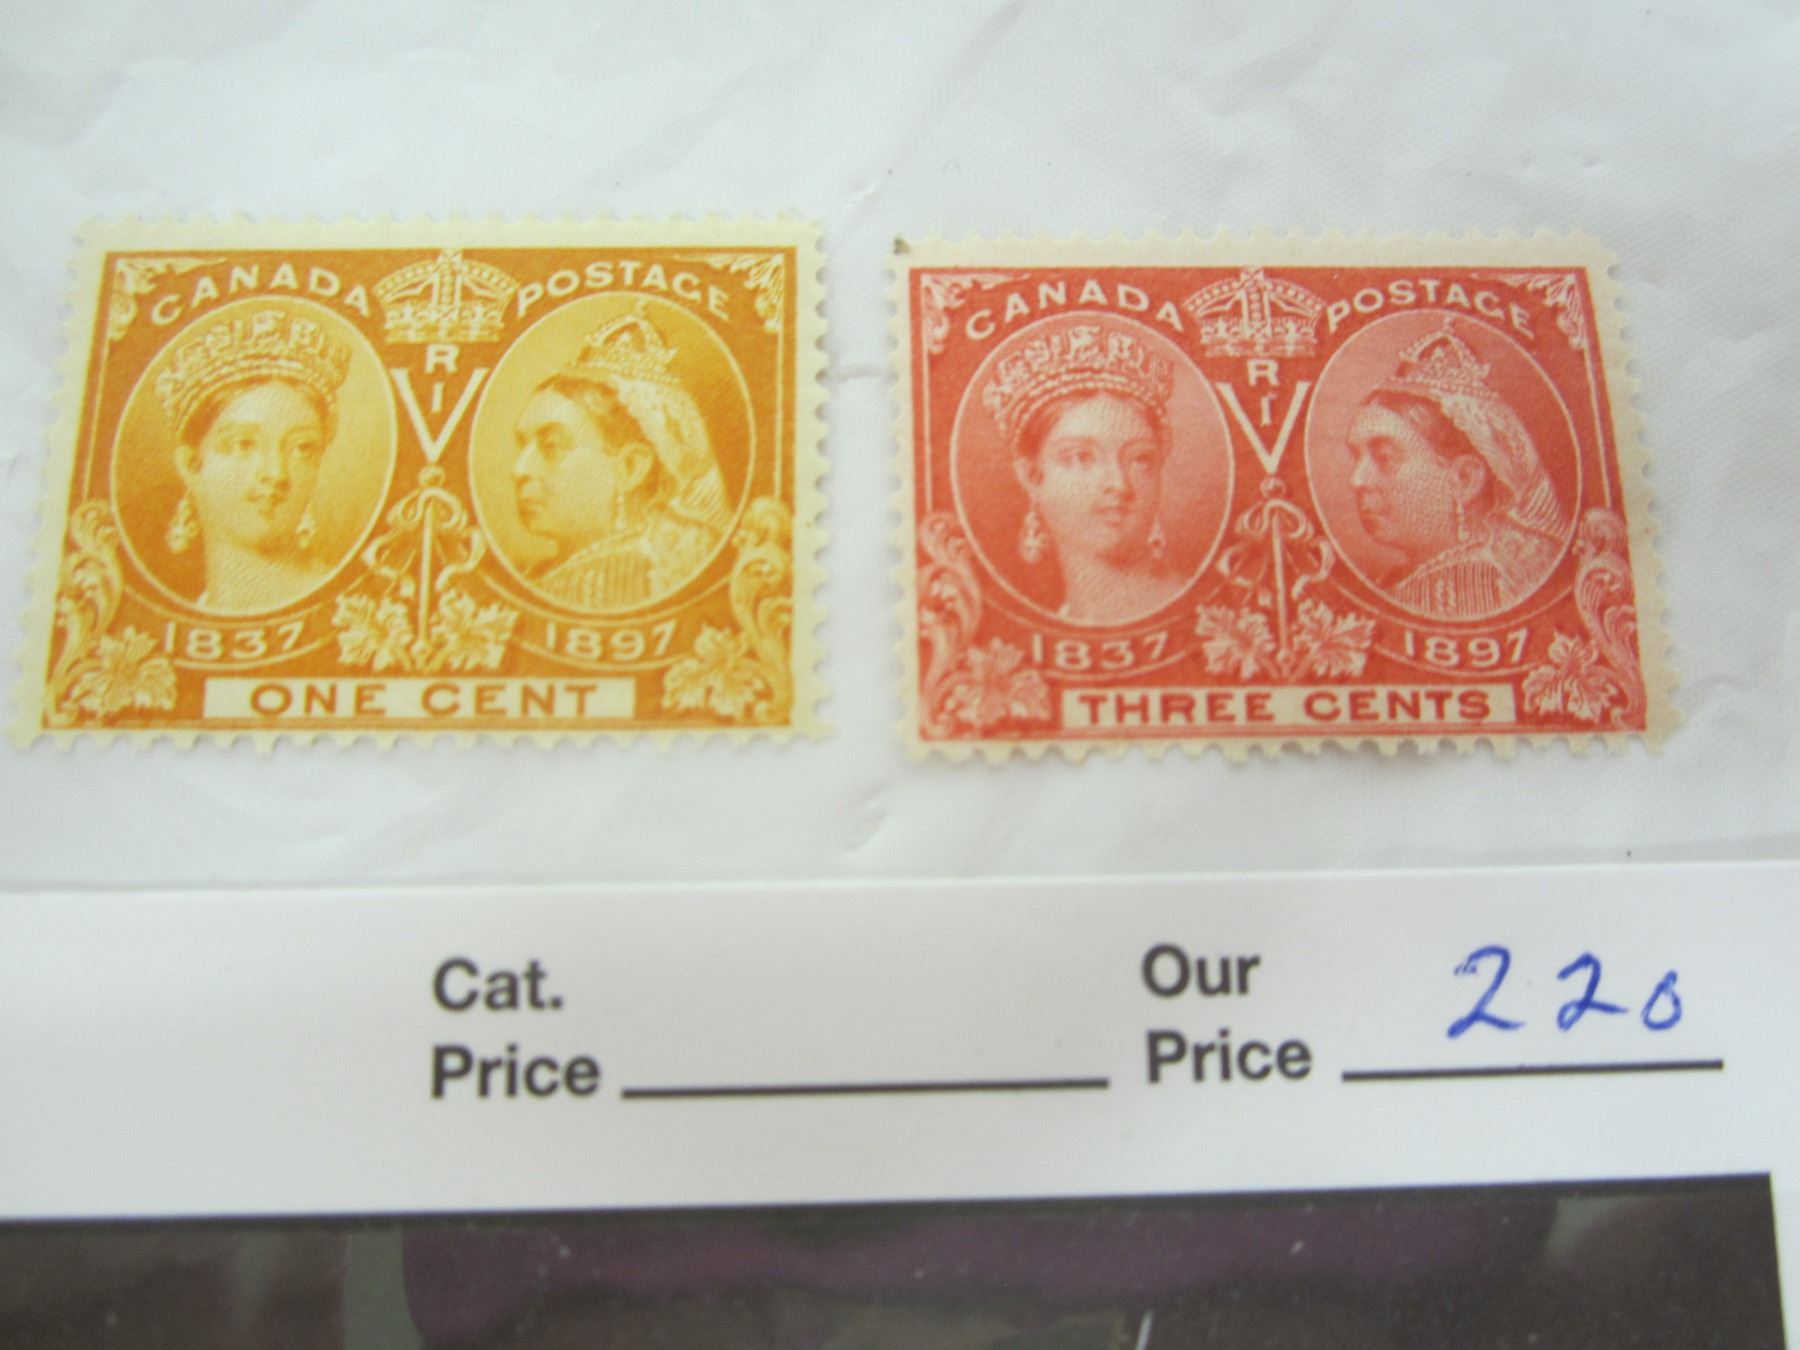 CANADA POSTAGE
V R I
1837 1897
ONE CENT
CANADA POSTAGE
V R I
1837 1897
THREE CENTS
Cat. Price
Our Price 220